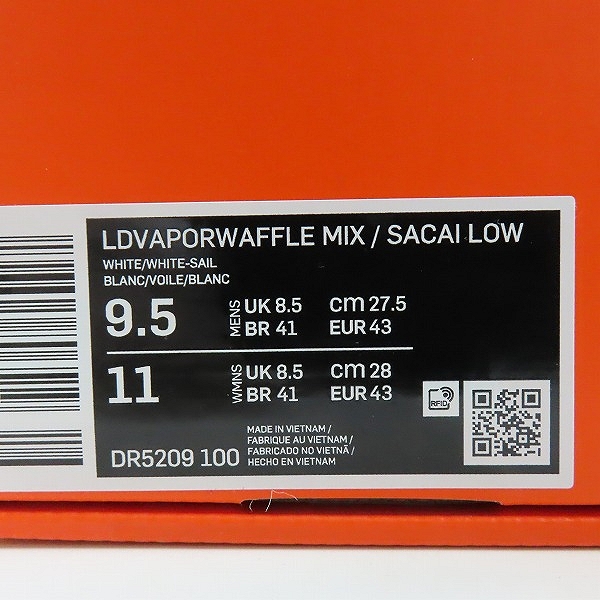 LDVAPORWAFFLE MIX / SACAI LOW
WHITE/WHITE-SAIL
BLANC/VOILE/BLANC
9.5 MENS UK 8.5 cm 27.5
BR 41 EUR 43
11 WMNS UK 8.5 cm 28
BR 41 EUR 43
RFID
DR5209 100
MADE IN VIETNAM /
FABRIQUE AU VIETNAM /
FABRICADO NO VIETNÃ /
HECHO EN VIETNAM